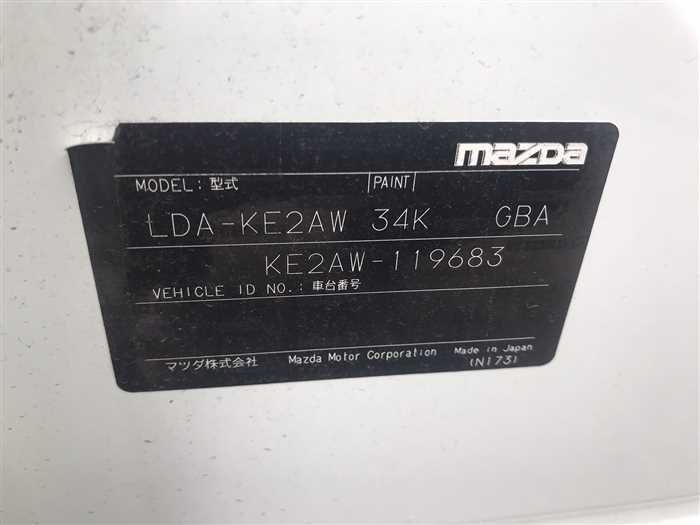 mazda
MODEL: 型式 PAINT
LDA-KE2AW 34K GBA
KE2AW-119683
VEHICLE ID NO.: 車台番号
マツダ株式会社 Mazda Motor Corporation Made in Japan
(N173)